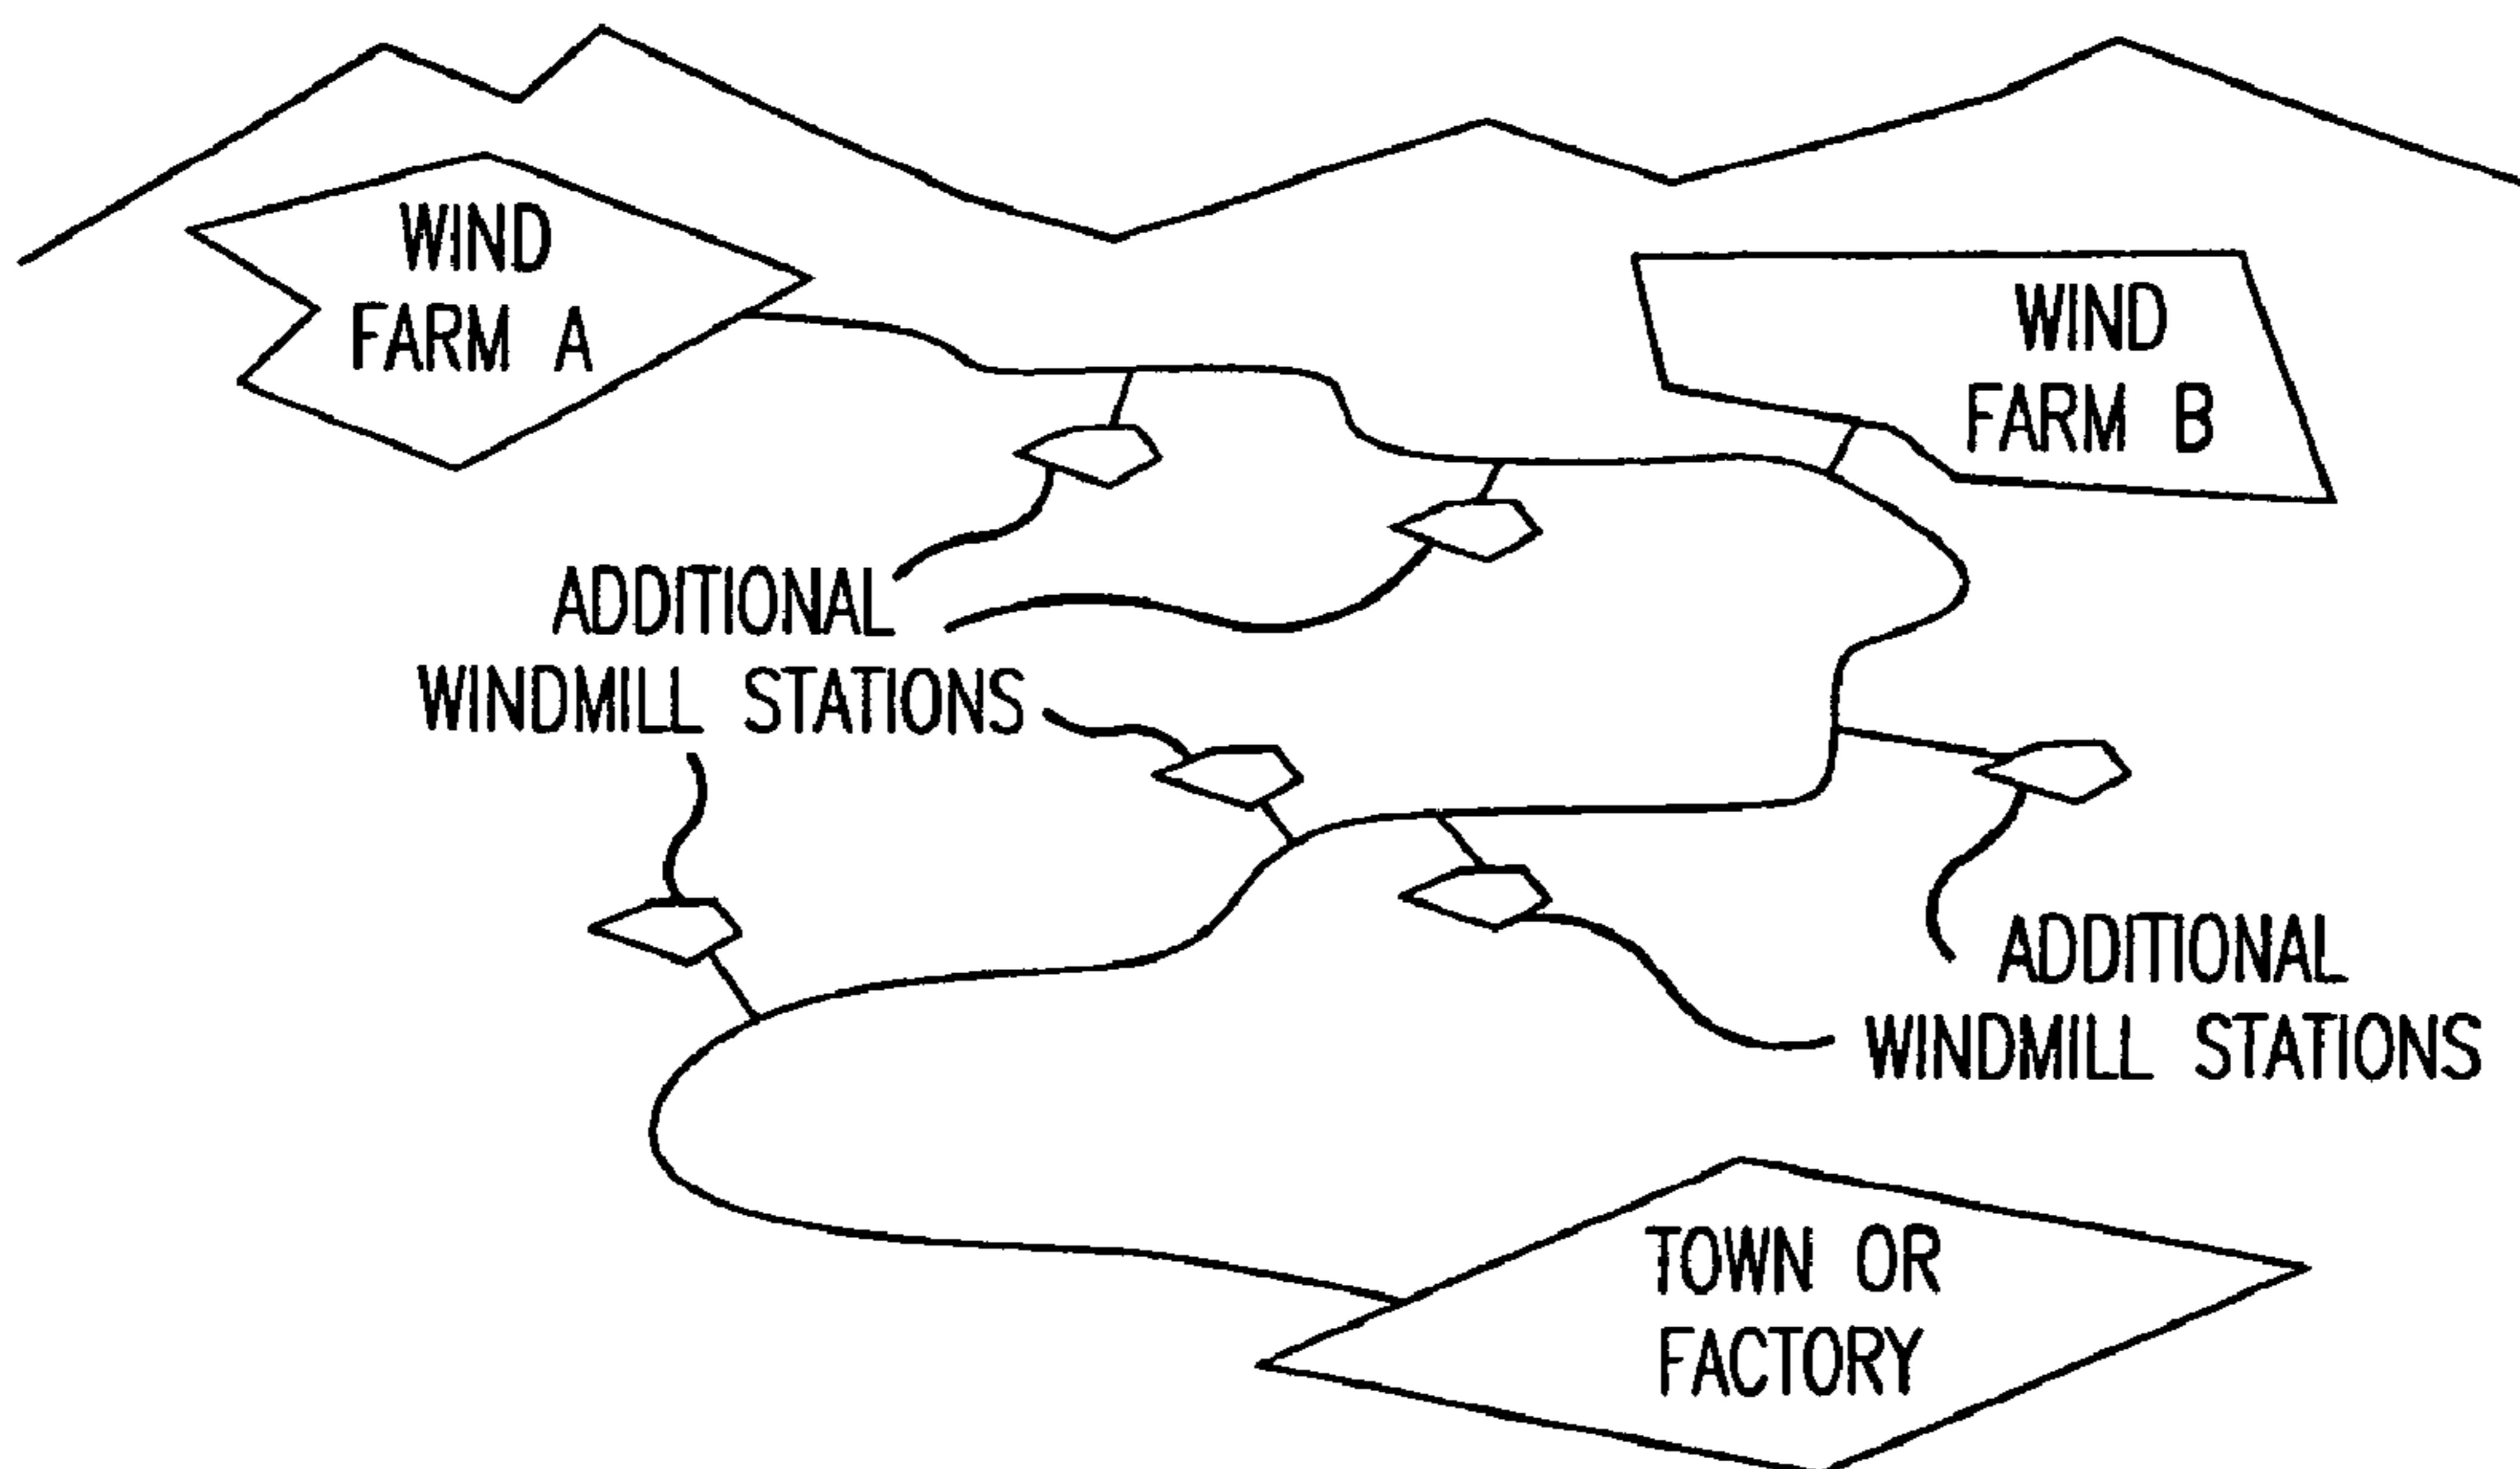 WIND
FARM A
WIND
FARM B
ADDITIONAL
WINDMILL STATIONS
ADDITIONAL
WINDMILL STATIONS
TOWN OR
FACTORY